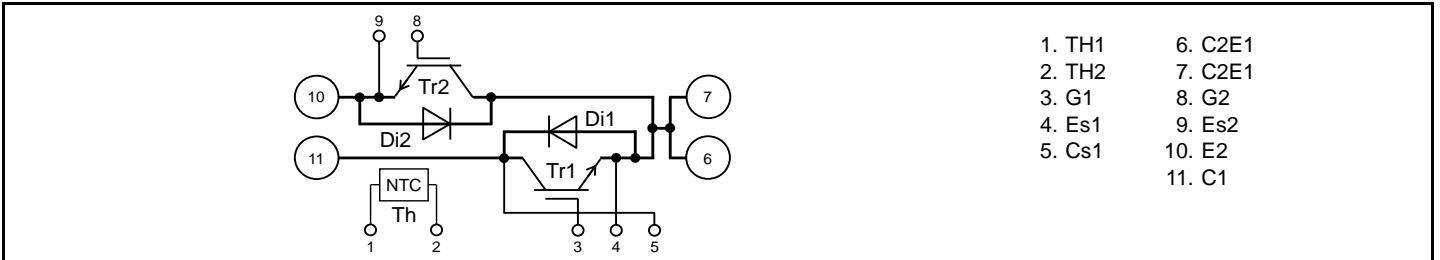 9 8
Tr2
10
7
Di2
Di1
11
Tr1
6
NTC
Th
1 2 3 4 5
1. TH1
2. TH2
3. G1
4. Es1
5. Cs1
6. C2E1
7. C2E1
8. G2
9. Es2
10. E2
11. C1